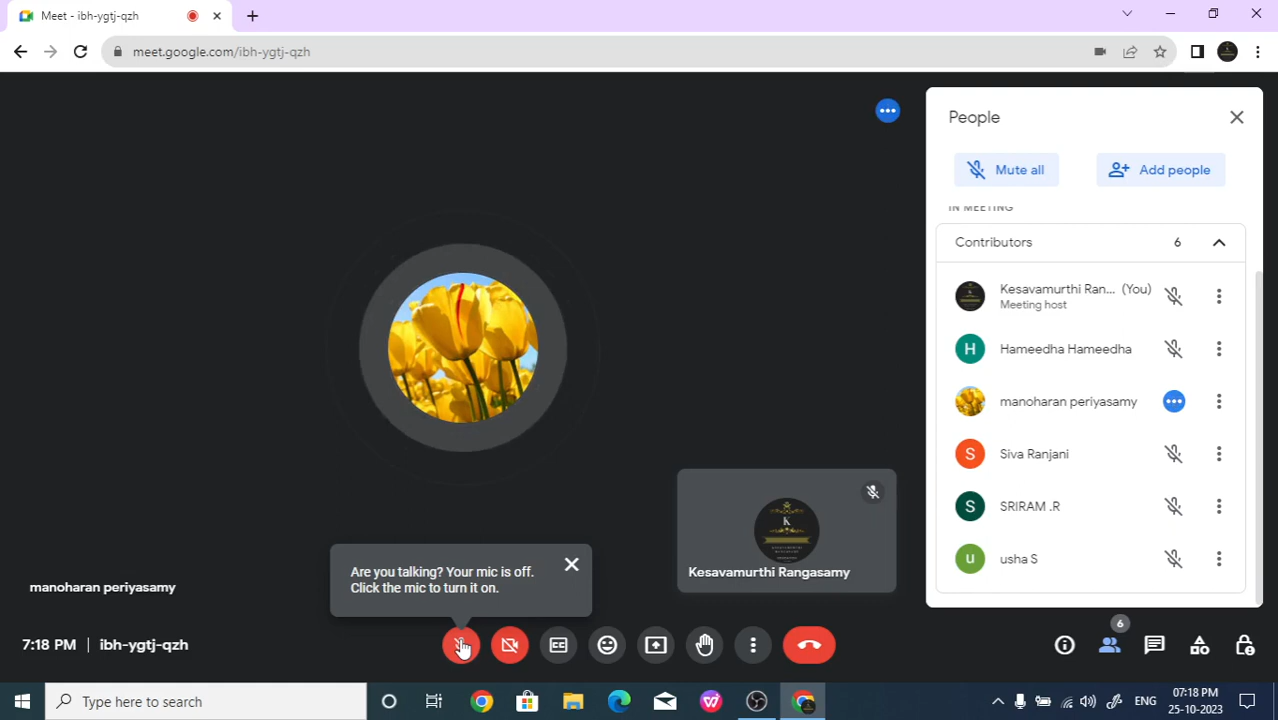 Meet - ibh-ygtj-qzh
meet.google.com/ibh-ygtj-qzh
People
Mute all
Add people
IN MEETING
Contributors 6
Kesavamurthi Ran... (You)
Meeting host
H Hameedha Hameedha
manoharan periyasamy
S Siva Ranjani
S SRIRAM .R
u usha S
K
Kesavamurthi Rangasamy
Are you talking? Your mic is off.
Click the mic to turn it on.
manoharan periyasamy
7:18 PM | ibh-ygtj-qzh
6
Type here to search
ENG
07:18 PM
25-10-2023